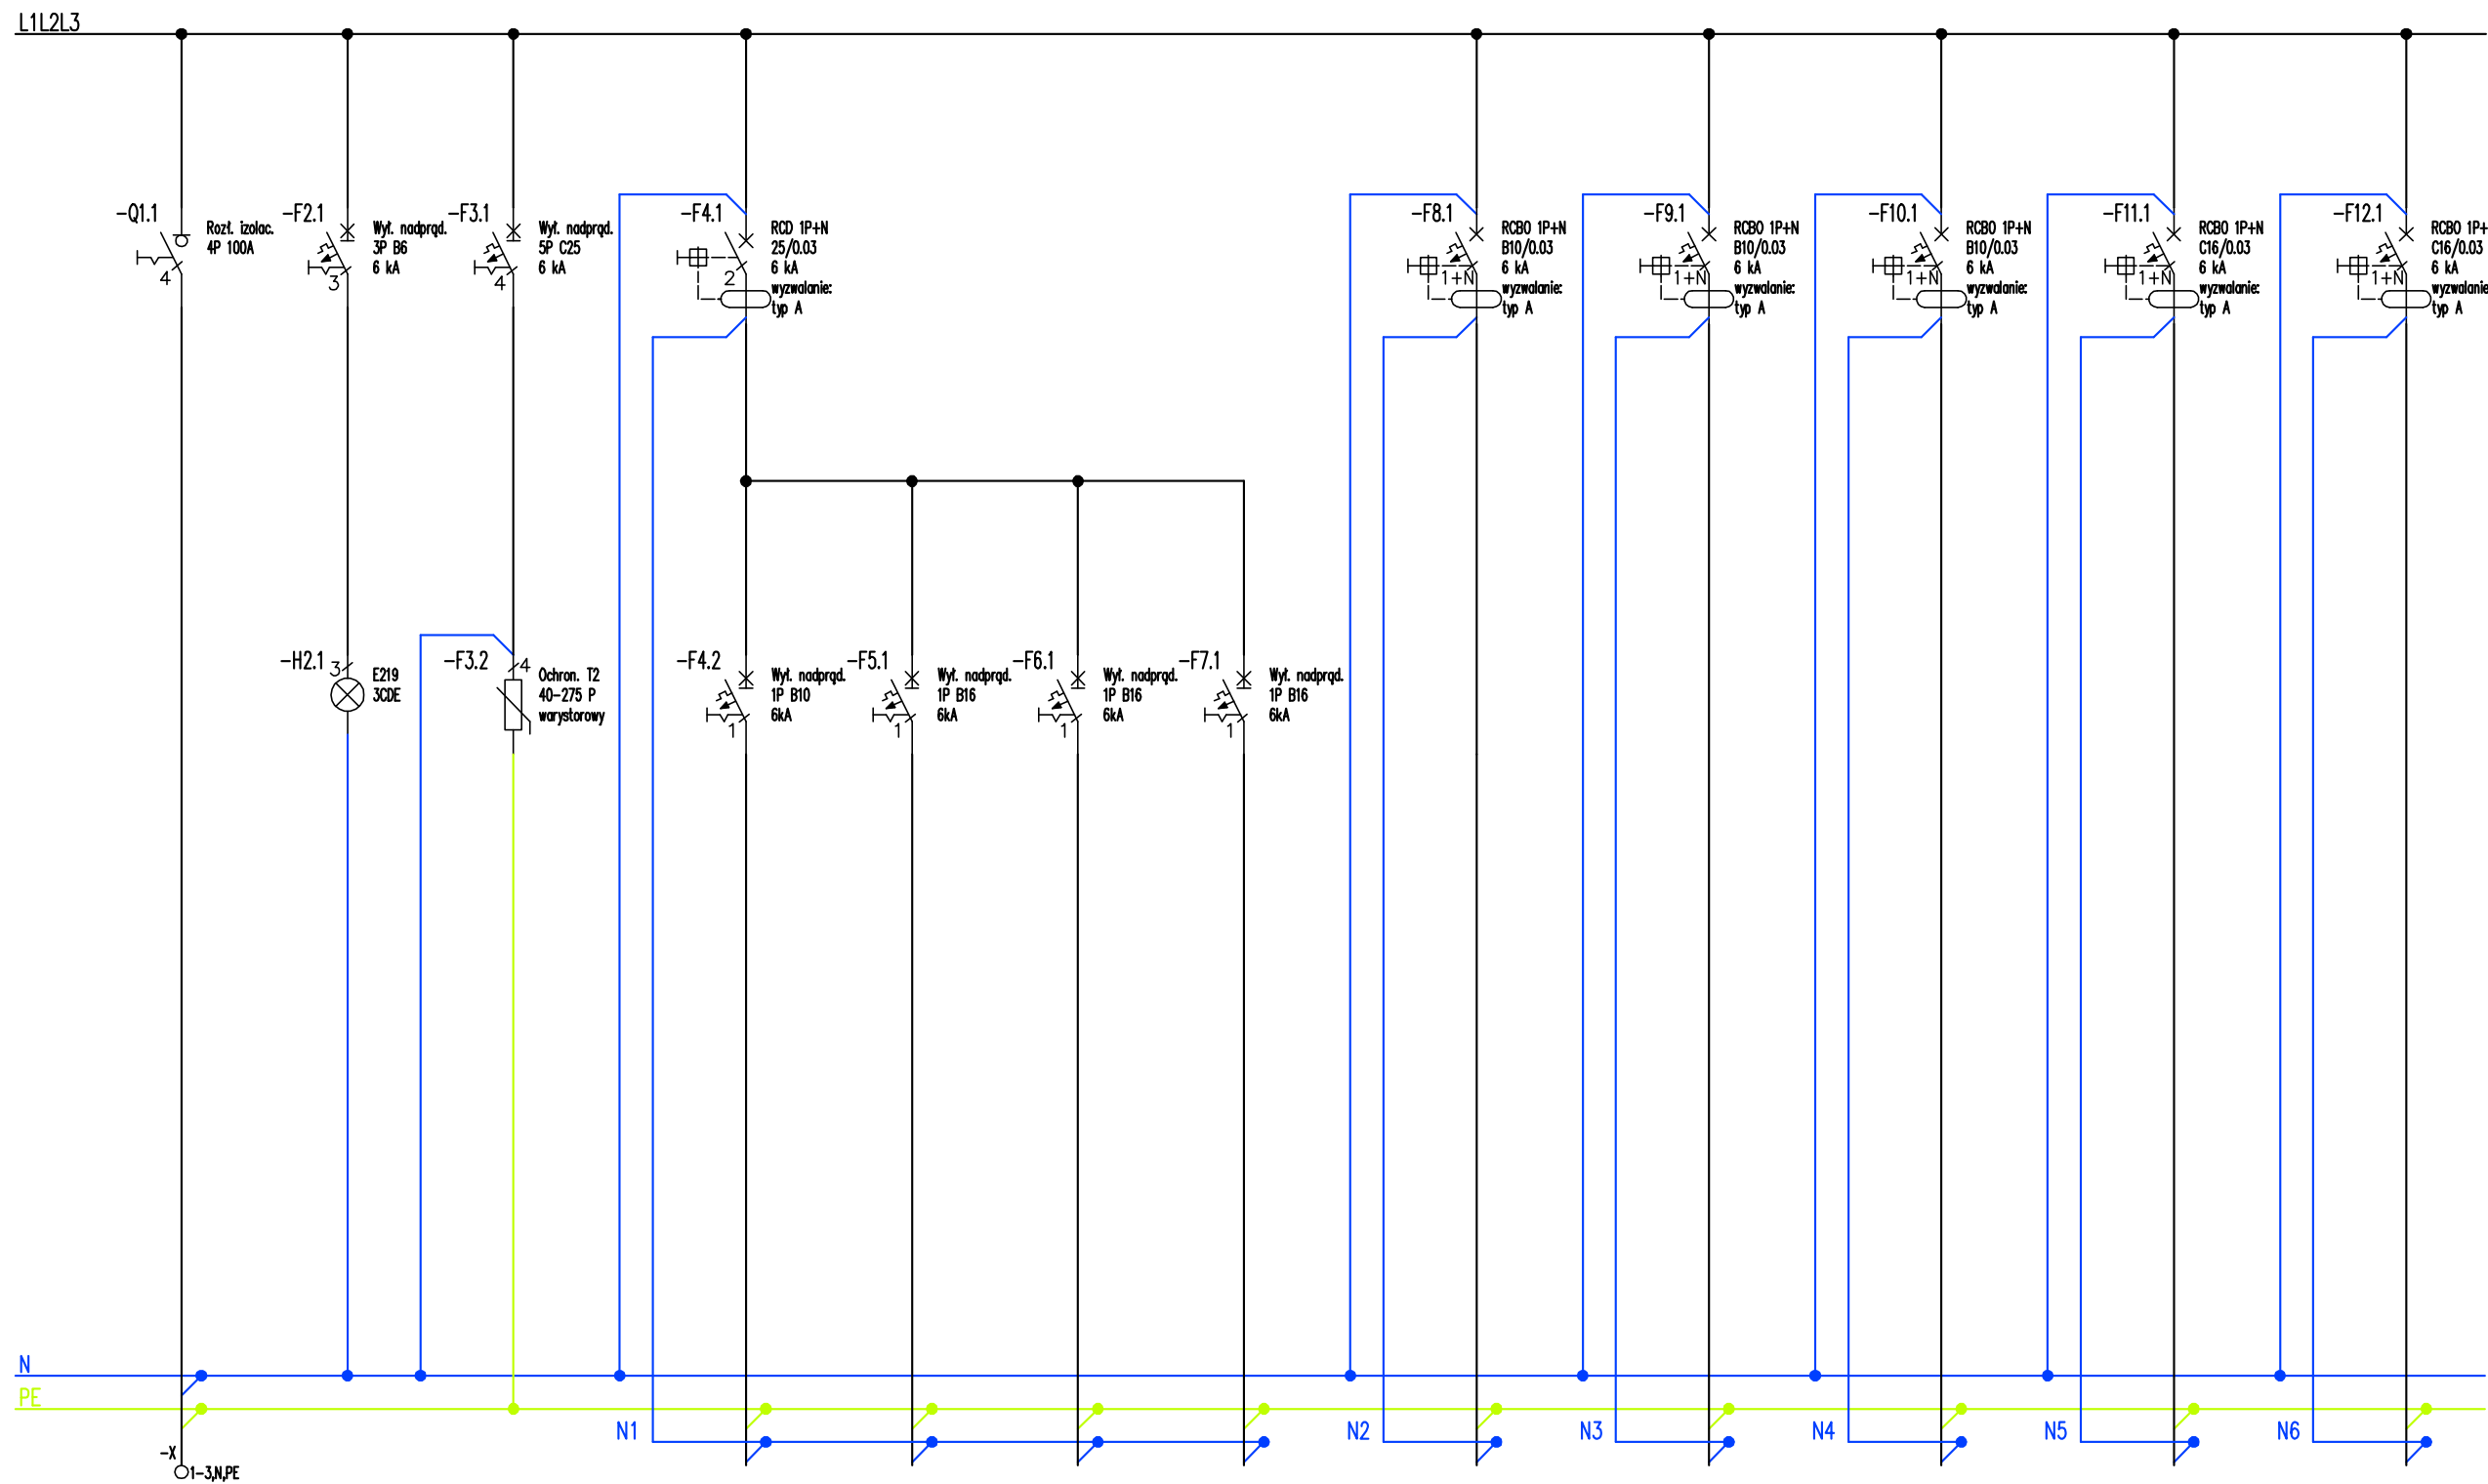 L1L2L3
-Q1.1
Rozł. izolac.
4P 100A
4
-F2.1
Wył. nadprąd.
3P B6
6 kA
3
-F3.1
Wył. nadprąd.
5P C25
6 kA
4
-F4.1
RCD 1P+N
25/0.03
6 kA
wyzwalanie:
typ A
2
-F8.1
RCBO 1P+N
B10/0.03
6 kA
wyzwalanie:
typ A
1+N
-F9.1
RCBO 1P+N
B10/0.03
6 kA
wyzwalanie:
typ A
1+N
-F10.1
RCBO 1P+N
B10/0.03
6 kA
wyzwalanie:
typ A
1+N
-F11.1
RCBO 1P+N
C16/0.03
6 kA
wyzwalanie:
typ A
1+N
-F12.1
RCBO 1P+
C16/0.03
6 kA
wyzwalanie:
typ A
1+N
-H2.1
3
E219
3CDE
-F3.2
4
Ochron. T2
40-275 P
warystorowy
-F4.2
Wył. nadprąd.
1P B10
6kA
1
-F5.1
Wył. nadprąd.
1P B16
6kA
1
-F6.1
Wył. nadprąd.
1P B16
6kA
1
-F7.1
Wył. nadprąd.
1P B16
6kA
1
N
PE
N1
N2
N3
N4
N5
N6
-X
1-3,N,PE